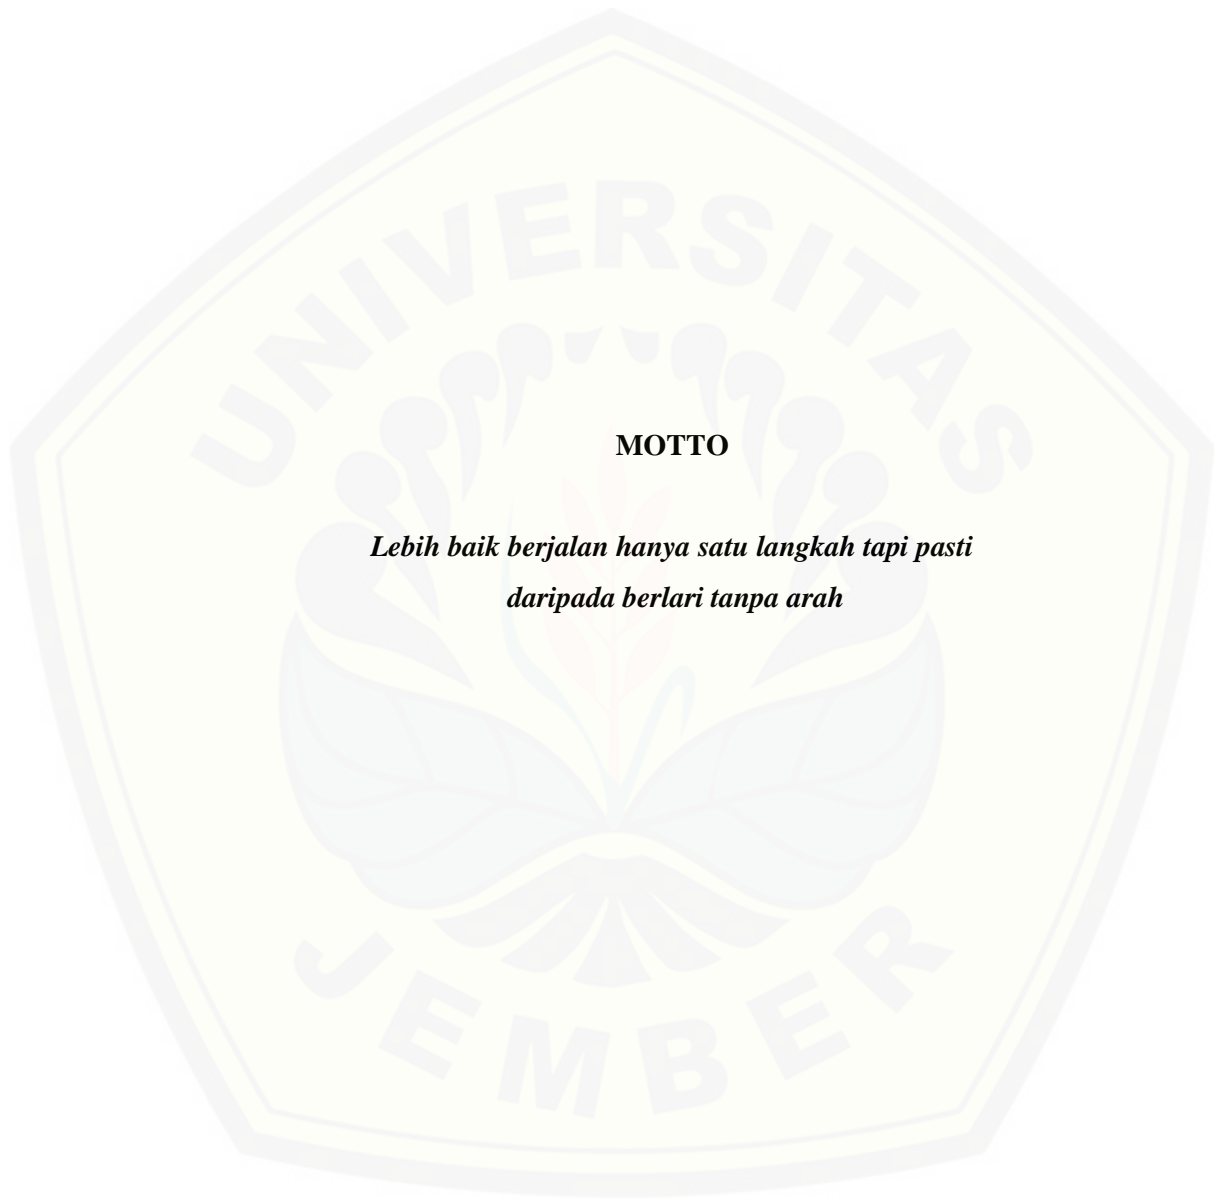 UNIVERSITAS
MOTTO
Lebih baik berjalan hanya satu langkah tapi pasti
daripada berlari tanpa arah
JEMBER